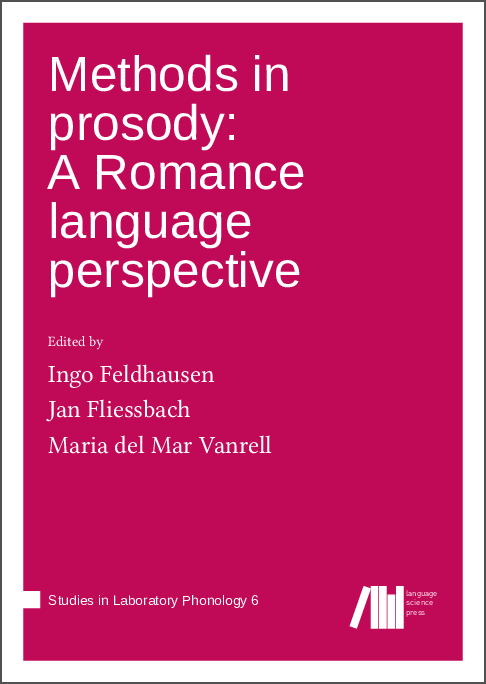 Methods in
prosody:
A Romance
language
perspective
Edited by
Ingo Feldhausen
Jan Fliessbach
Maria del Mar Vanrell
Studies in Laboratory Phonology 6
language
science
press